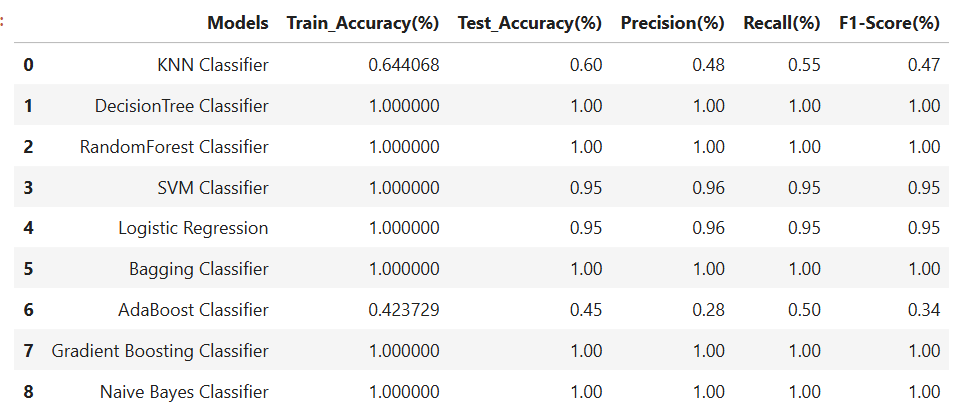 Models Train_Accuracy(%) Test_Accuracy(%) Precision(%) Recall(%) F1-Score(%)
0 KNN Classifier 0.644068 0.60 0.48 0.55 0.47
1 DecisionTree Classifier 1.000000 1.00 1.00 1.00 1.00
2 RandomForest Classifier 1.000000 1.00 1.00 1.00 1.00
3 SVM Classifier 1.000000 0.95 0.96 0.95 0.95
4 Logistic Regression 1.000000 0.95 0.96 0.95 0.95
5 Bagging Classifier 1.000000 1.00 1.00 1.00 1.00
6 AdaBoost Classifier 0.423729 0.45 0.28 0.50 0.34
7 Gradient Boosting Classifier 1.000000 1.00 1.00 1.00 1.00
8 Naive Bayes Classifier 1.000000 1.00 1.00 1.00 1.00